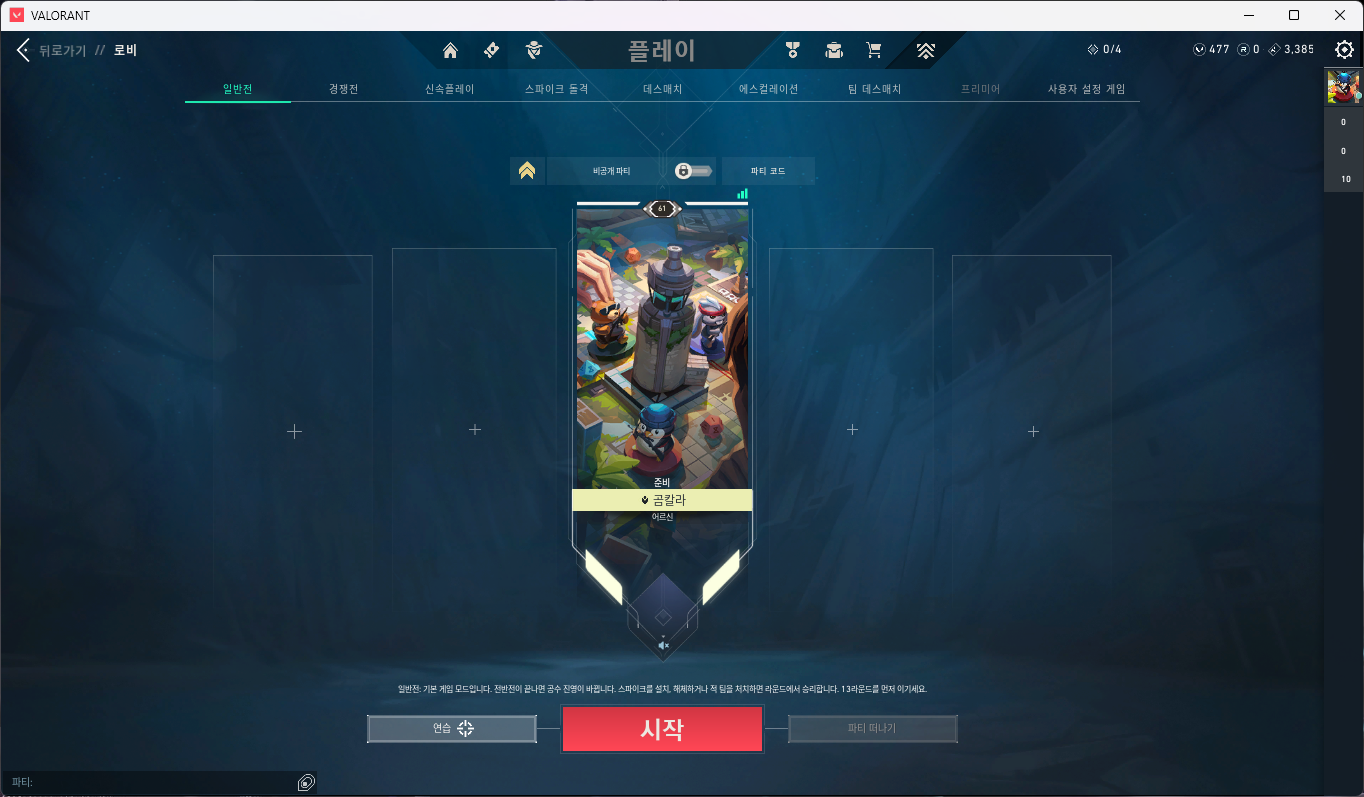 VALORANT
뒤로가기 // 로비
플레이
0/4
477
0
3,385
일반전
경쟁전
신속플레이
스파이크 돌격
데스매치
에스컬레이션
팀 데스매치
프리미어
사용자 설정 게임
0
0
10
비공개 파티
파티 코드
61
준비
곰칼라
어르신
일반전: 기본 게임 모드입니다. 전반전이 끝나면 공수 진영이 바뀝니다. 스파이크를 설치, 해체하거나 적 팀을 처치하면 라운드에서 승리합니다. 13라운드를 먼저 이기세요.
연습
시작
파티 떠나기
파티: